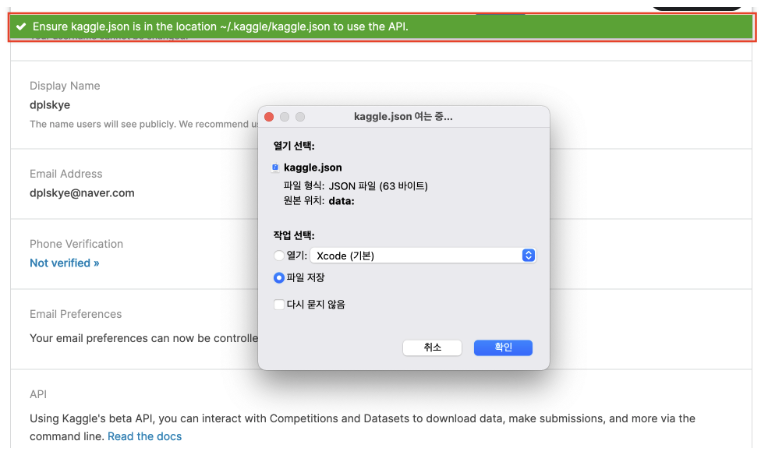 ✔ Ensure kaggle.json is in the location ~/.kaggle/kaggle.json to use the API.
Your username cannot be changed.
Display Name
dplskye
The name users will see publicly. We recommend u
Email Address
dplskye@naver.com
Phone Verification
Not verified »
Email Preferences
Your email preferences can now be controlle
API
Using Kaggle's beta API, you can interact with Competitions and Datasets to download data, make submissions, and more via the
command line. Read the docs
kaggle.json 여는 중...
열기 선택:
kaggle.json
파일 형식: JSON 파일 (63 바이트)
원본 위치: data:
작업 선택:
열기: Xcode (기본)
파일 저장
다시 묻지 않음
취소 확인